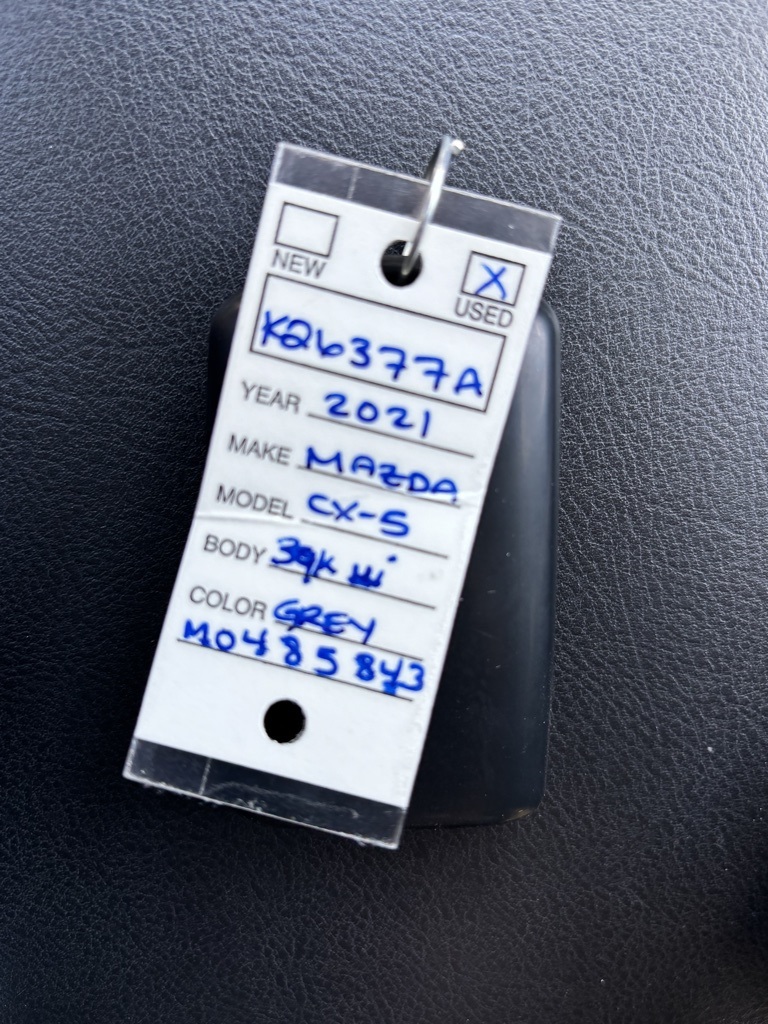 NEW
X
USED
K26377A
YEAR 2021
MAKE MAZDA
MODEL CX-5
BODY 39K mi
COLOR GREY
M0485843